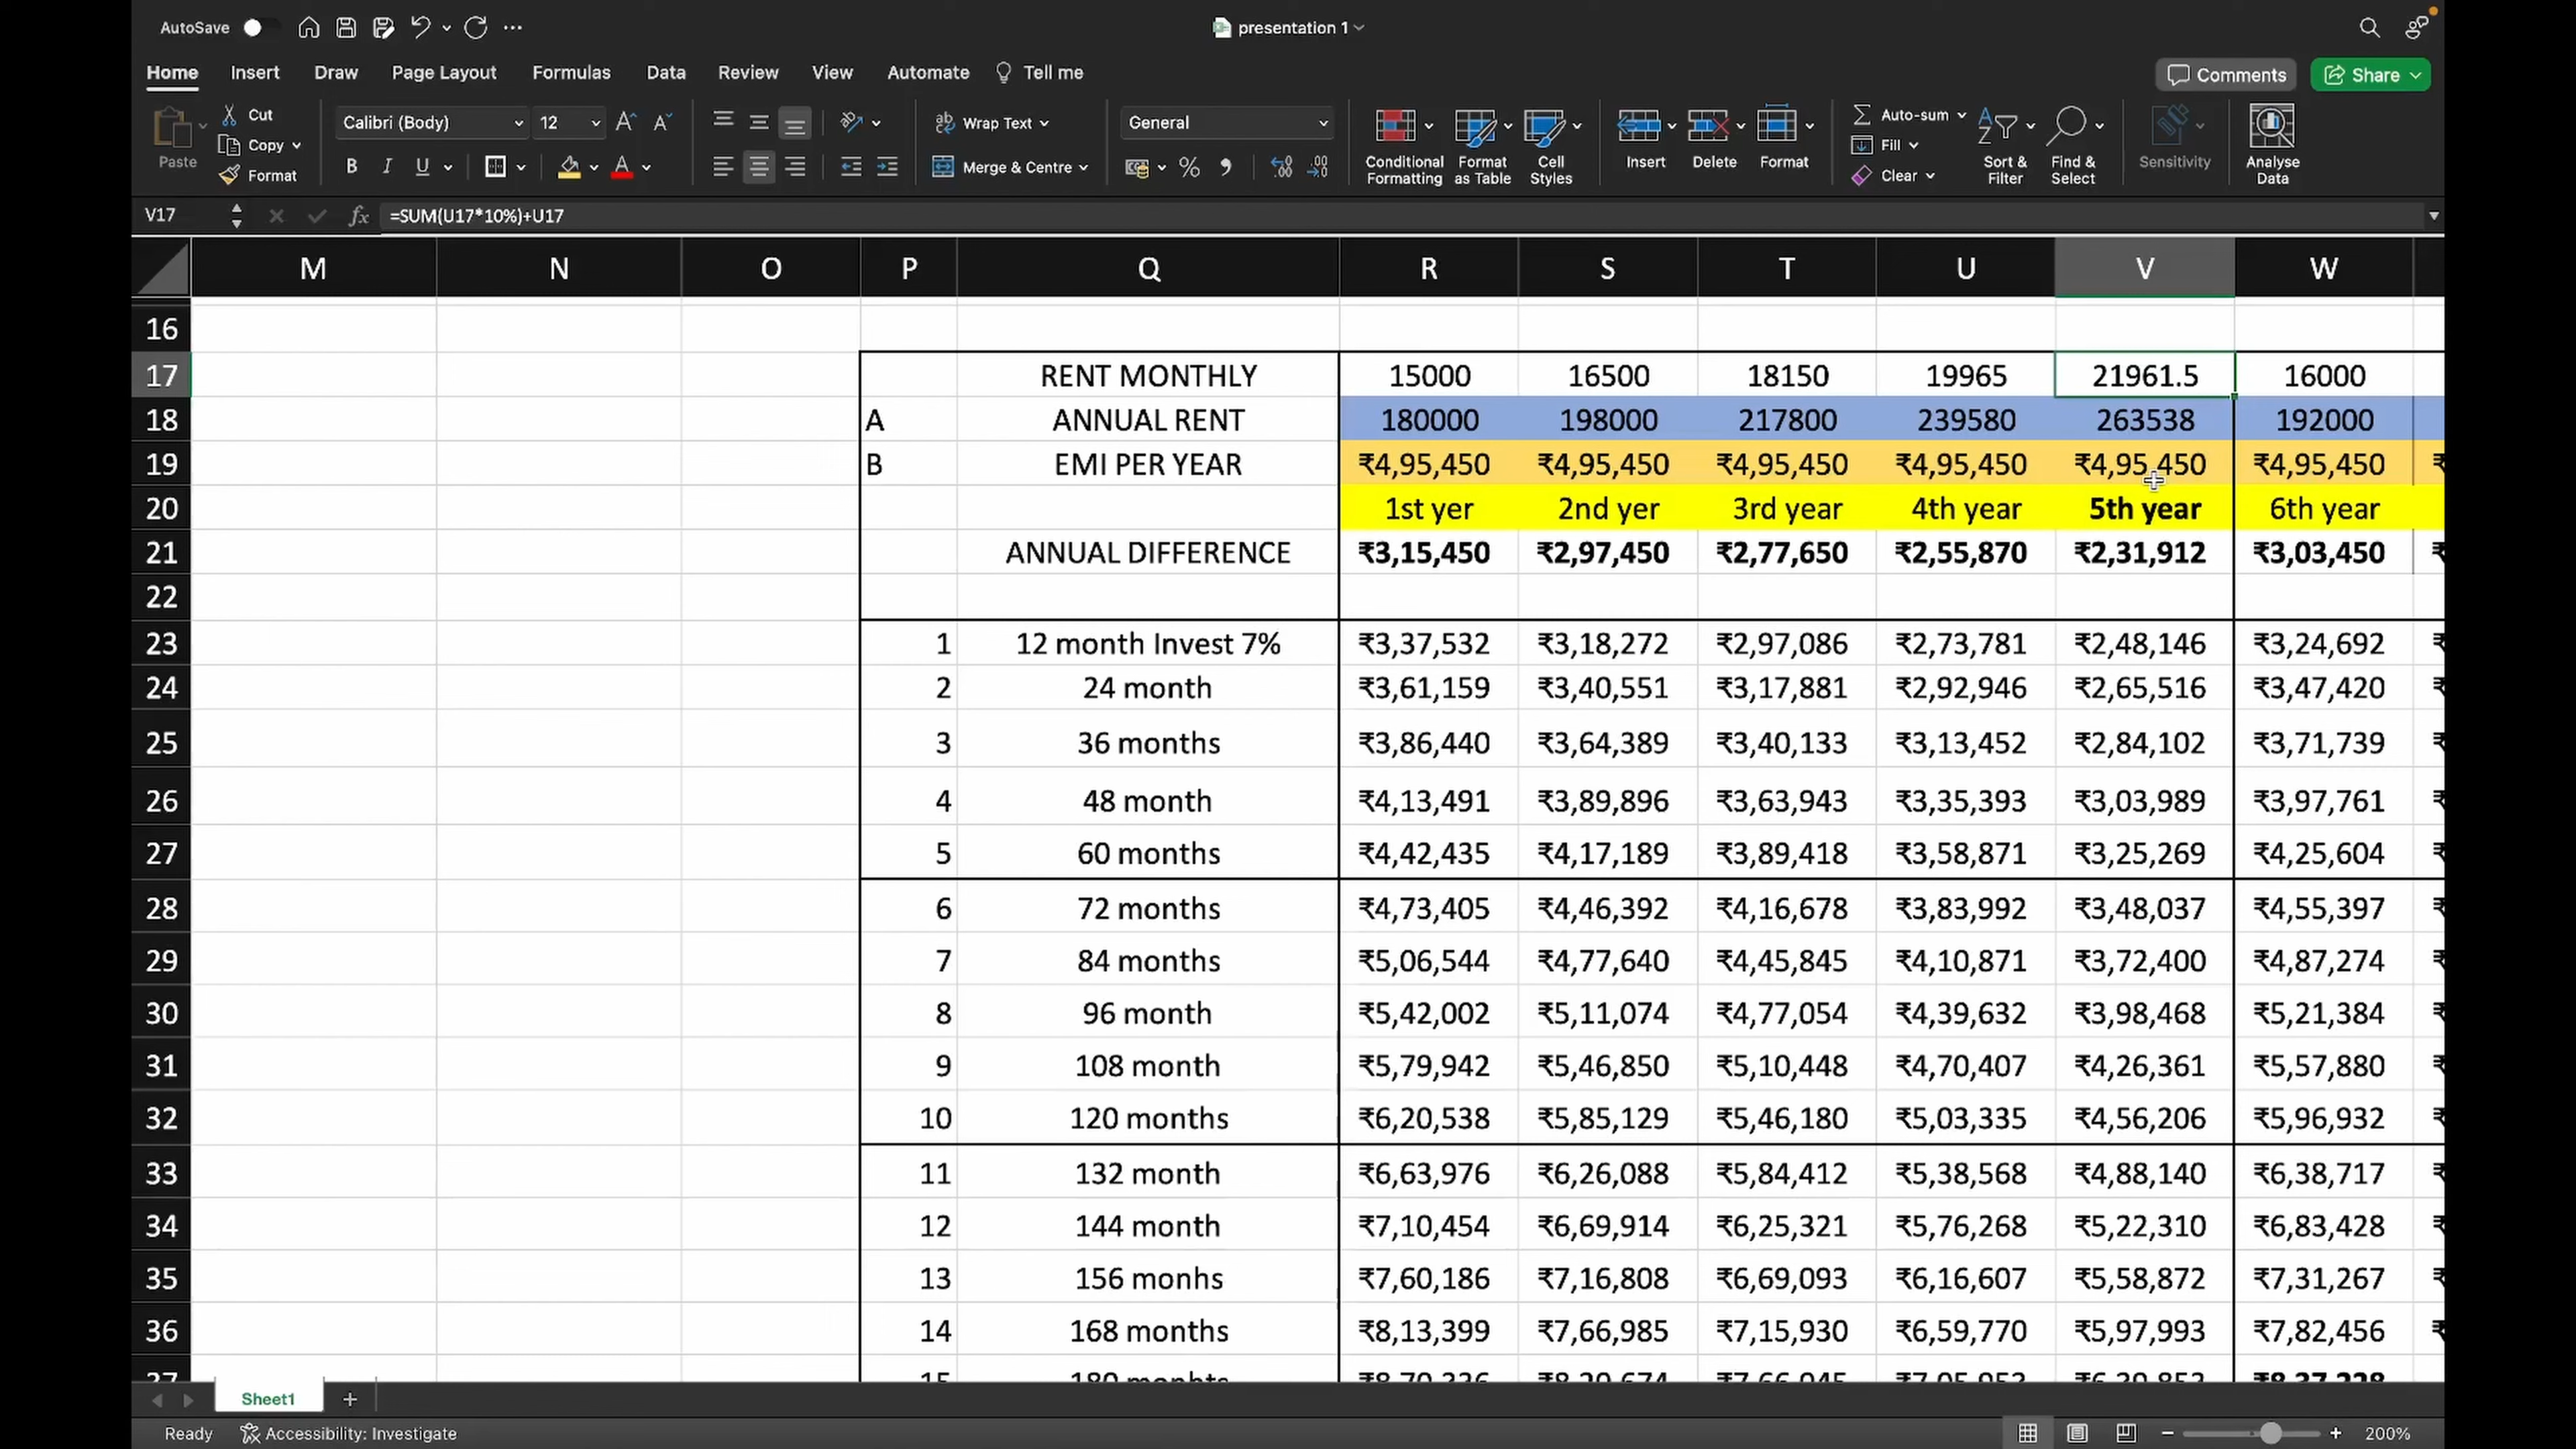 AutoSave
presentation 1
Home Insert Draw Page Layout Formulas Data Review View Automate Tell me
Comments Share
Paste
Cut
Copy
Format
Calibri (Body) 12
B I U
Wrap Text
Merge & Centre
General
Conditional Formatting
Format as Table
Cell Styles
Insert
Delete
Format
Auto-sum
Fill
Clear
Sort & Filter
Find & Select
Sensitivity
Analyse Data
V17 fx =SUM(U17*10%)+U17
M N O P Q R S T U V W
16
17 RENT MONTHLY 15000 16500 18150 19965 21961.5 16000
18 A ANNUAL RENT 180000 198000 217800 239580 263538 192000
19 B EMI PER YEAR ₹4,95,450 ₹4,95,450 ₹4,95,450 ₹4,95,450 ₹4,95,450 ₹4,95,450
20 1st yer 2nd yer 3rd year 4th year 5th year 6th year
21 ANNUAL DIFFERENCE ₹3,15,450 ₹2,97,450 ₹2,77,650 ₹2,55,870 ₹2,31,912 ₹3,03,450
22
23 1 12 month Invest 7% ₹3,37,532 ₹3,18,272 ₹2,97,086 ₹2,73,781 ₹2,48,146 ₹3,24,692
24 2 24 month ₹3,61,159 ₹3,40,551 ₹3,17,881 ₹2,92,946 ₹2,65,516 ₹3,47,420
25 3 36 months ₹3,86,440 ₹3,64,389 ₹3,40,133 ₹3,13,452 ₹2,84,102 ₹3,71,739
26 4 48 month ₹4,13,491 ₹3,89,896 ₹3,63,943 ₹3,35,393 ₹3,03,989 ₹3,97,761
27 5 60 months ₹4,42,435 ₹4,17,189 ₹3,89,418 ₹3,58,871 ₹3,25,269 ₹4,25,604
28 6 72 months ₹4,73,405 ₹4,46,392 ₹4,16,678 ₹3,83,992 ₹3,48,037 ₹4,55,397
29 7 84 months ₹5,06,544 ₹4,77,640 ₹4,45,845 ₹4,10,871 ₹3,72,400 ₹4,87,274
30 8 96 month ₹5,42,002 ₹5,11,074 ₹4,77,054 ₹4,39,632 ₹3,98,468 ₹5,21,384
31 9 108 month ₹5,79,942 ₹5,46,850 ₹5,10,448 ₹4,70,407 ₹4,26,361 ₹5,57,880
32 10 120 months ₹6,20,538 ₹5,85,129 ₹5,46,180 ₹5,03,335 ₹4,56,206 ₹5,96,932
33 11 132 month ₹6,63,976 ₹6,26,088 ₹5,84,412 ₹5,38,568 ₹4,88,140 ₹6,38,717
34 12 144 month ₹7,10,454 ₹6,69,914 ₹6,25,321 ₹5,76,268 ₹5,22,310 ₹6,83,428
35 13 156 monhs ₹7,60,186 ₹7,16,808 ₹6,69,093 ₹6,16,607 ₹5,58,872 ₹7,31,267
36 14 168 months ₹8,13,399 ₹7,66,985 ₹7,15,930 ₹6,59,770 ₹5,97,993 ₹7,82,456
Sheet1
Ready Accessibility: Investigate 200%